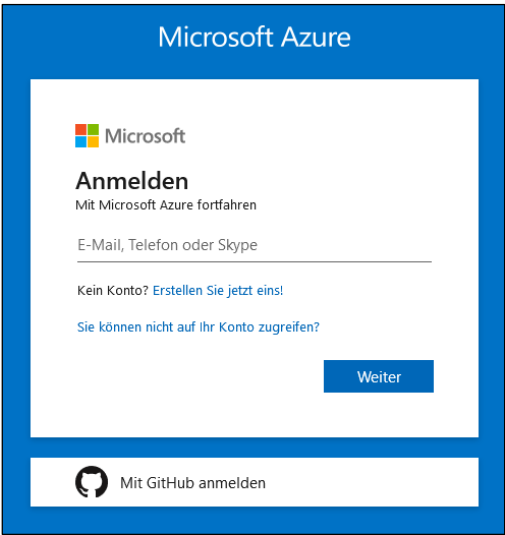 Microsoft Azure
Microsoft
Anmelden
Mit Microsoft Azure fortfahren
E-Mail, Telefon oder Skype
Kein Konto? Erstellen Sie jetzt eins!
Sie können nicht auf Ihr Konto zugreifen?
Weiter
Mit GitHub anmelden